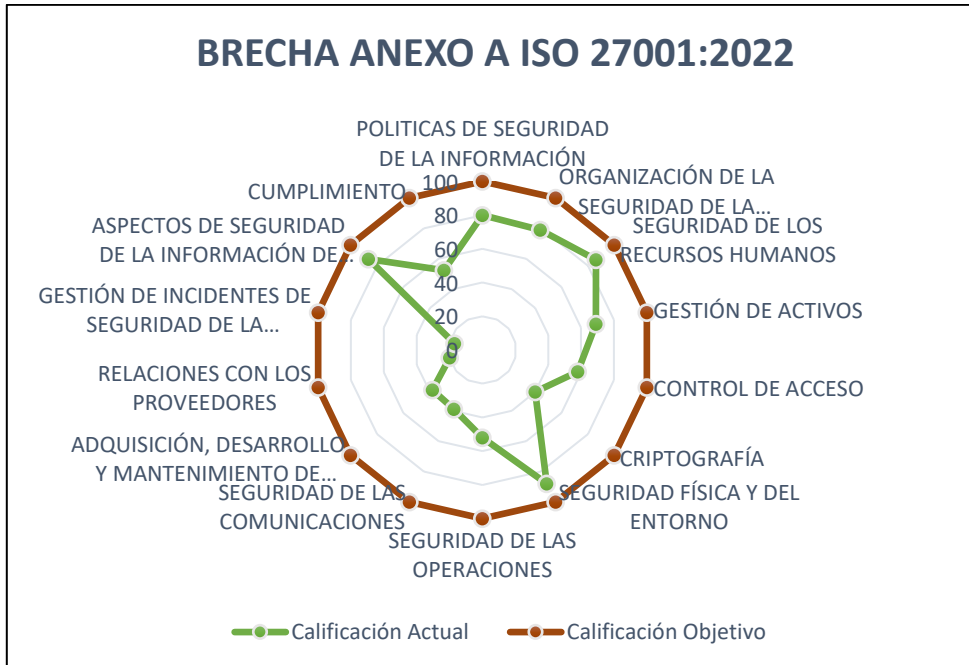 BRECHA ANEXO A ISO 27001:2022
POLITICAS DE SEGURIDAD
DE LA INFORMACIÓN
ORGANIZACIÓN DE LA
SEGURIDAD DE LA...
SEGURIDAD DE LOS
RECURSOS HUMANOS
GESTIÓN DE ACTIVOS
CONTROL DE ACCESO
CRIPTOGRAFÍA
SEGURIDAD FÍSICA Y DEL
ENTORNO
SEGURIDAD DE LAS
OPERACIONES
SEGURIDAD DE LAS
COMUNICACIONES
ADQUISICIÓN, DESARROLLO
Y MANTENIMIENTO DE...
RELACIONES CON LOS
PROVEEDORES
GESTIÓN DE INCIDENTES DE
SEGURIDAD DE LA...
ASPECTOS DE SEGURIDAD
DE LA INFORMACIÓN DE...
CUMPLIMIENTO
100
80
60
40
20
0
Calificación Actual
Calificación Objetivo